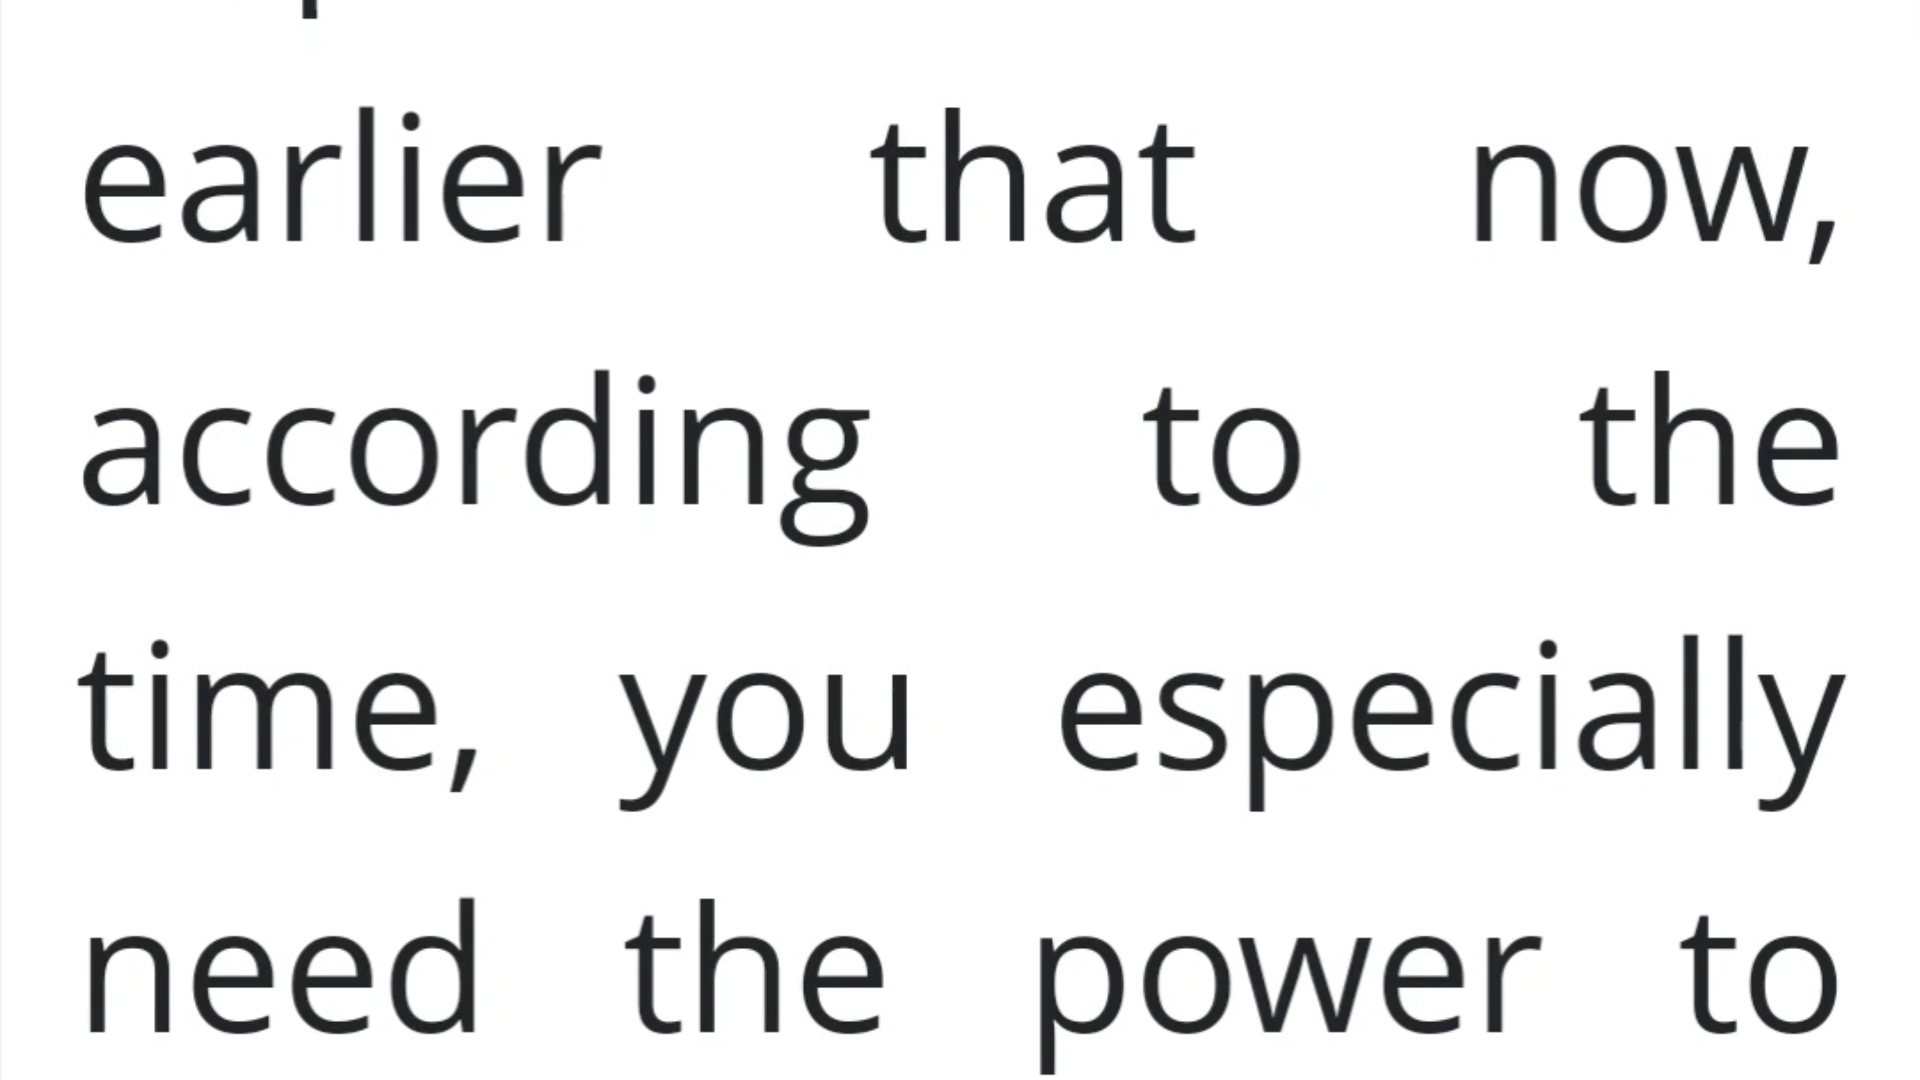 earlier that now,
according to the
time, you especially
need the power to